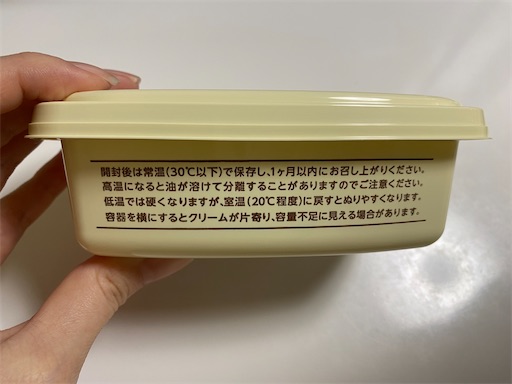 開封後は常温(30℃以下)で保存し、1ヶ月以内にお召し上がりください。
高温になると油が溶けて分離することがありますのでご注意ください。
低温では硬くなりますが、室温(20℃程度)に戻すとぬりやすくなります。
容器を横にするとクリームが片寄り、容量不足に見える場合があります。